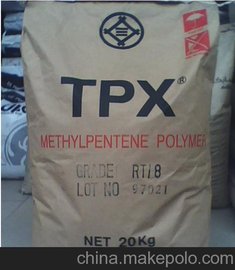 TPX®
METHYLPENTENE POLYMER
GRADE RT18
LOT NO 97021
NET 20Kg
china.makepolo.com